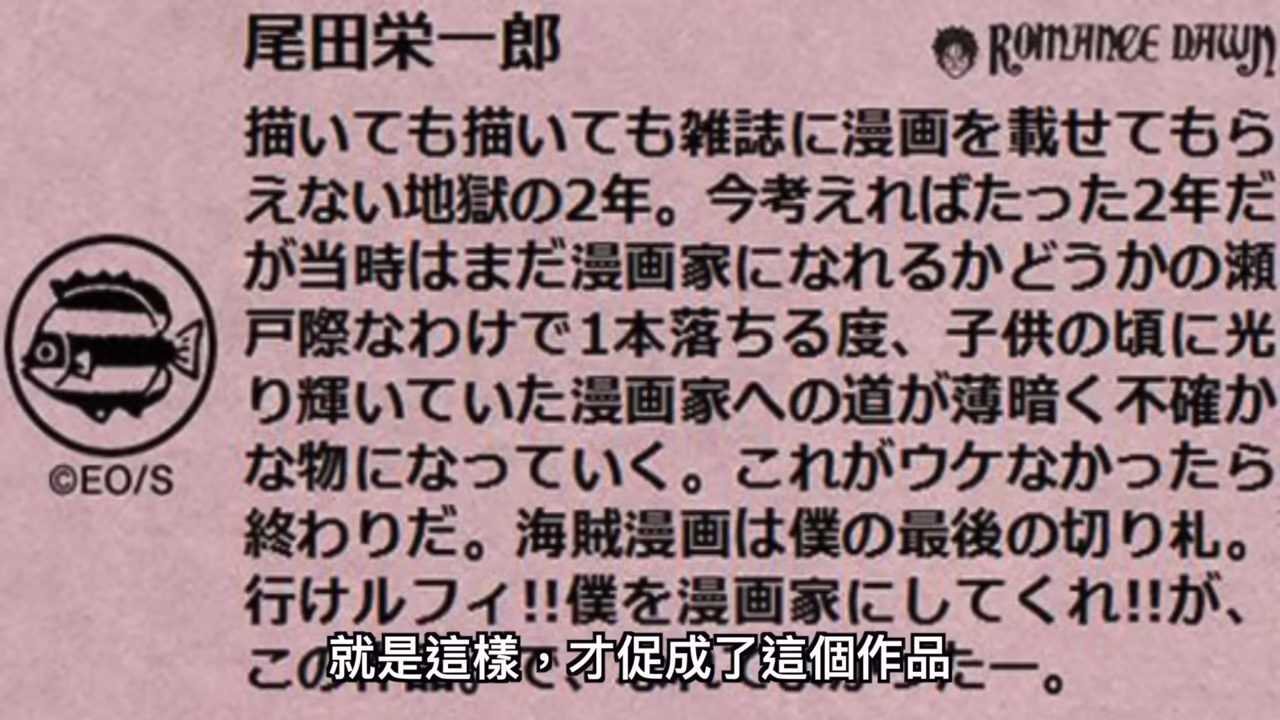 尾田栄一郎
ROMANCE DAWN
描いても描いても雑誌に漫画を載せてもら
えない地獄の2年。今考えればたった2年だ
が当時はまだ漫画家になれるかどうかの瀬
戸際なわけで1本落ちる度、子供の頃に光
り輝いていた漫画家への道が薄暗く不確か
な物になっていく。これがウケなかったら
終わりだ。海賊漫画は僕の最後の切り札。
行けルフィ!!僕を漫画家にしてくれ!!が、
この
たー。
©EO/S
就是這樣，才促成了這個作品